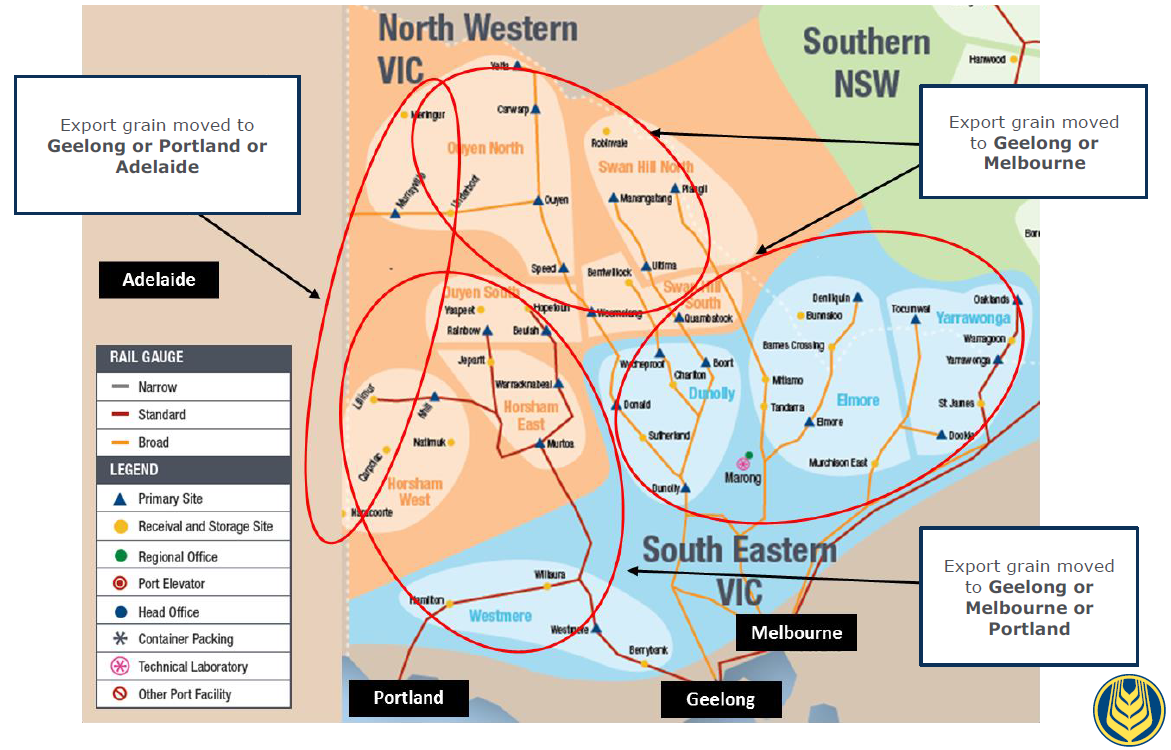 North Western
VIC
Southern
NSW
Hanwood
Export grain moved to
Geelong or Portland or
Adelaide
Export grain moved
to Geelong or
Melbourne
Yelta
Meringur
Carwarp
Ouyen North
Robinvale
Swan Hill North
Murrayville
Underbool
Ouyen
Manangatang
Piangil
Speed
Berriwillock
Ultima
Adelaide
Ouyen South
Swan Hill
South
Yaapeet
Hopetoun
Woomelang
Quambatook
Rainbow
Beulah
Deniliquin
Bunnaloo
Tocumwal
Oaklands
Yarrawonga
Warragoon
Barnes Crossing
Yarrawonga
Jeparit
Wycheproof
Boort
Charlton
Dunolly
Warracknabeal
Mitiamo
Lillimur
Nhill
Horsham
East
Donald
Tandarra
Elmore
St James
Elmore
Dookie
Natimuk
Murtoa
Sutherland
Carpolac
Horsham
West
Marong
Murchison East
Dunolly
Naracoorte
RAIL GAUGE
Narrow
Standard
Broad
LEGEND
Primary Site
Receival and Storage Site
Regional Office
Port Elevator
Head Office
Container Packing
Technical Laboratory
Other Port Facility
South Eastern
VIC
Export grain moved
to Geelong or
Melbourne or
Portland
Willaura
Hamilton
Westmere
Westmere
Berrybank
Melbourne
Portland
Geelong